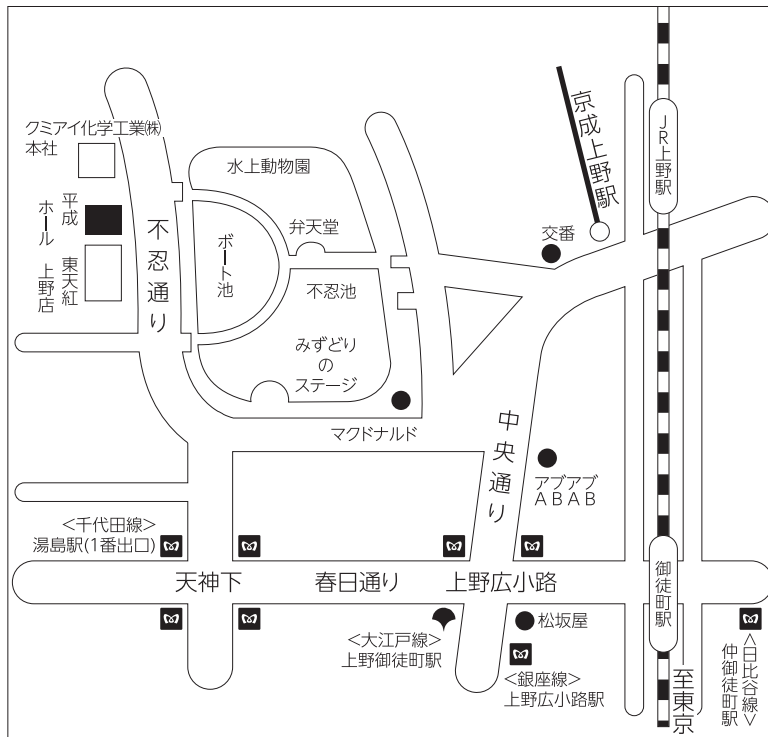 クミアイ化学工業㈱
本社
平成
ホール
東天紅
上野店
不忍通り
水上動物園
ボート池
弁天堂
不忍池
みずどり
の
ステージ
マクドナルド
京成上野駅
交番
JR上野駅
中央通り
アブアブ
ABAB
<千代田線>
湯島駅(1番出口)
天神下
春日通り
上野広小路
御徒町駅
<大江戸線>
上野御徒町駅
松坂屋
<銀座線>
上野広小路駅
至東京
<日比谷線>
仲御徒町駅